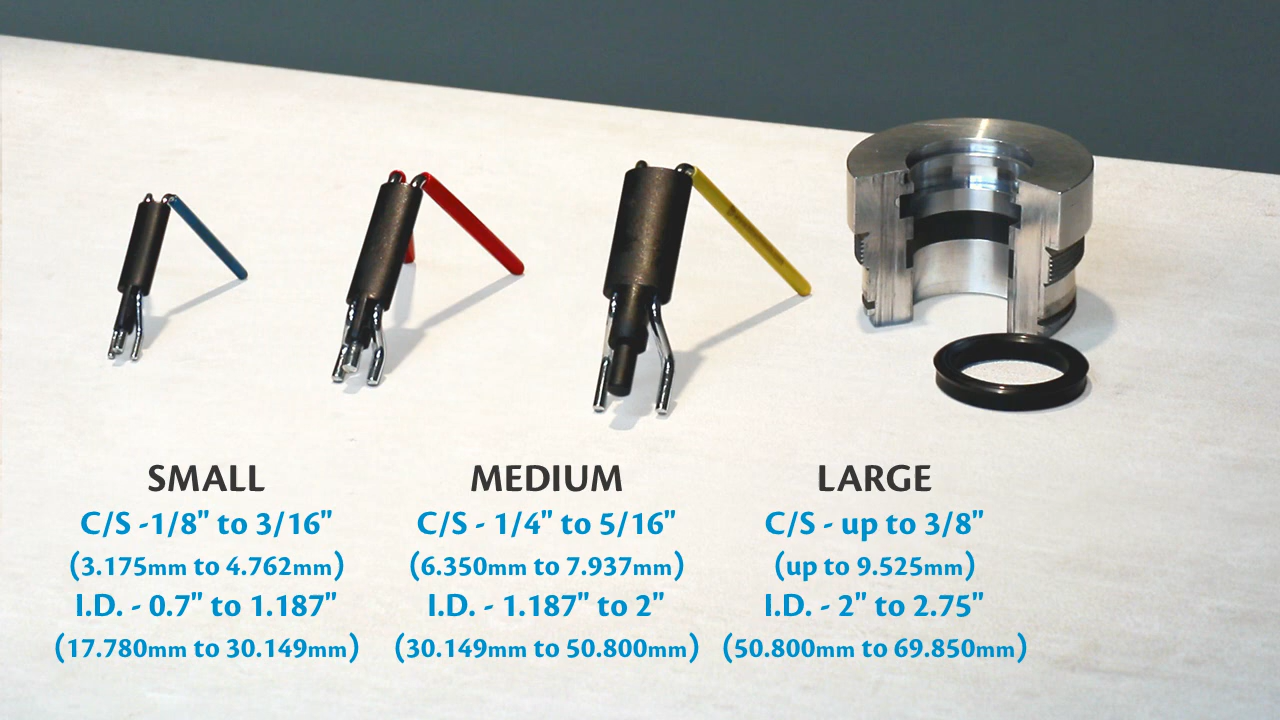 SMALL
C/S -1/8" to 3/16"
(3.175mm to 4.762mm)
I.D. - 0.7" to 1.187"
(17.780mm to 30.149mm)
MEDIUM
C/S - 1/4" to 5/16"
(6.350mm to 7.937mm)
I.D. - 1.187" to 2"
(30.149mm to 50.800mm)
LARGE
C/S - up to 3/8"
(up to 9.525mm)
I.D. - 2" to 2.75"
(50.800mm to 69.850mm)